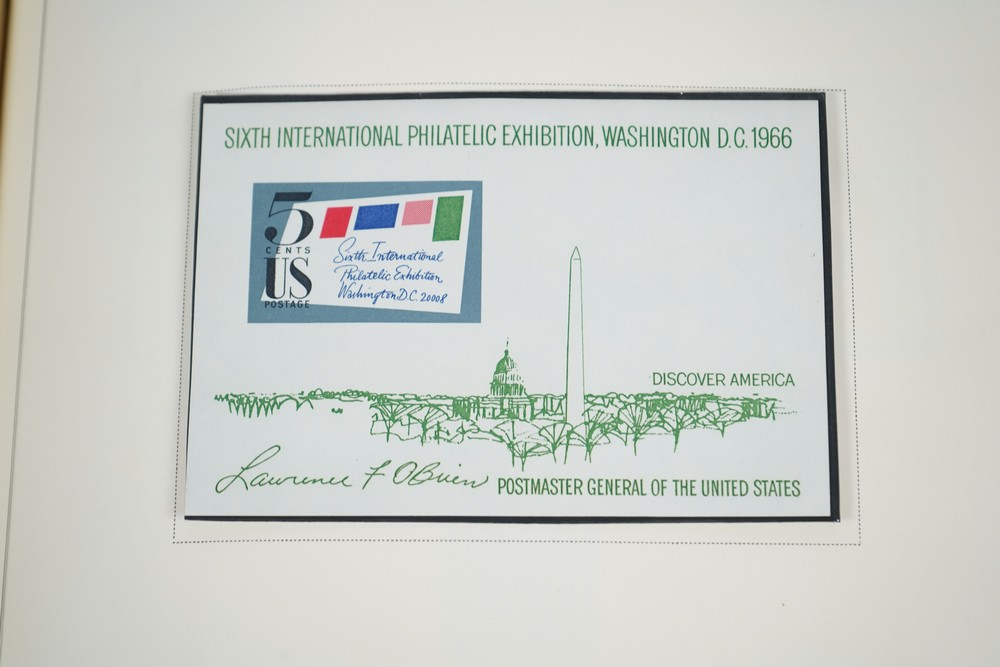 SIXTH INTERNATIONAL PHILATELIC EXHIBITION, WASHINGTON D.C. 1966
5
CENTS
US
POSTAGE
Sixth International
Philatelic Exhibition
Washington D.C. 20008
DISCOVER AMERICA
Lawrence F O'Brien POSTMASTER GENERAL OF THE UNITED STATES